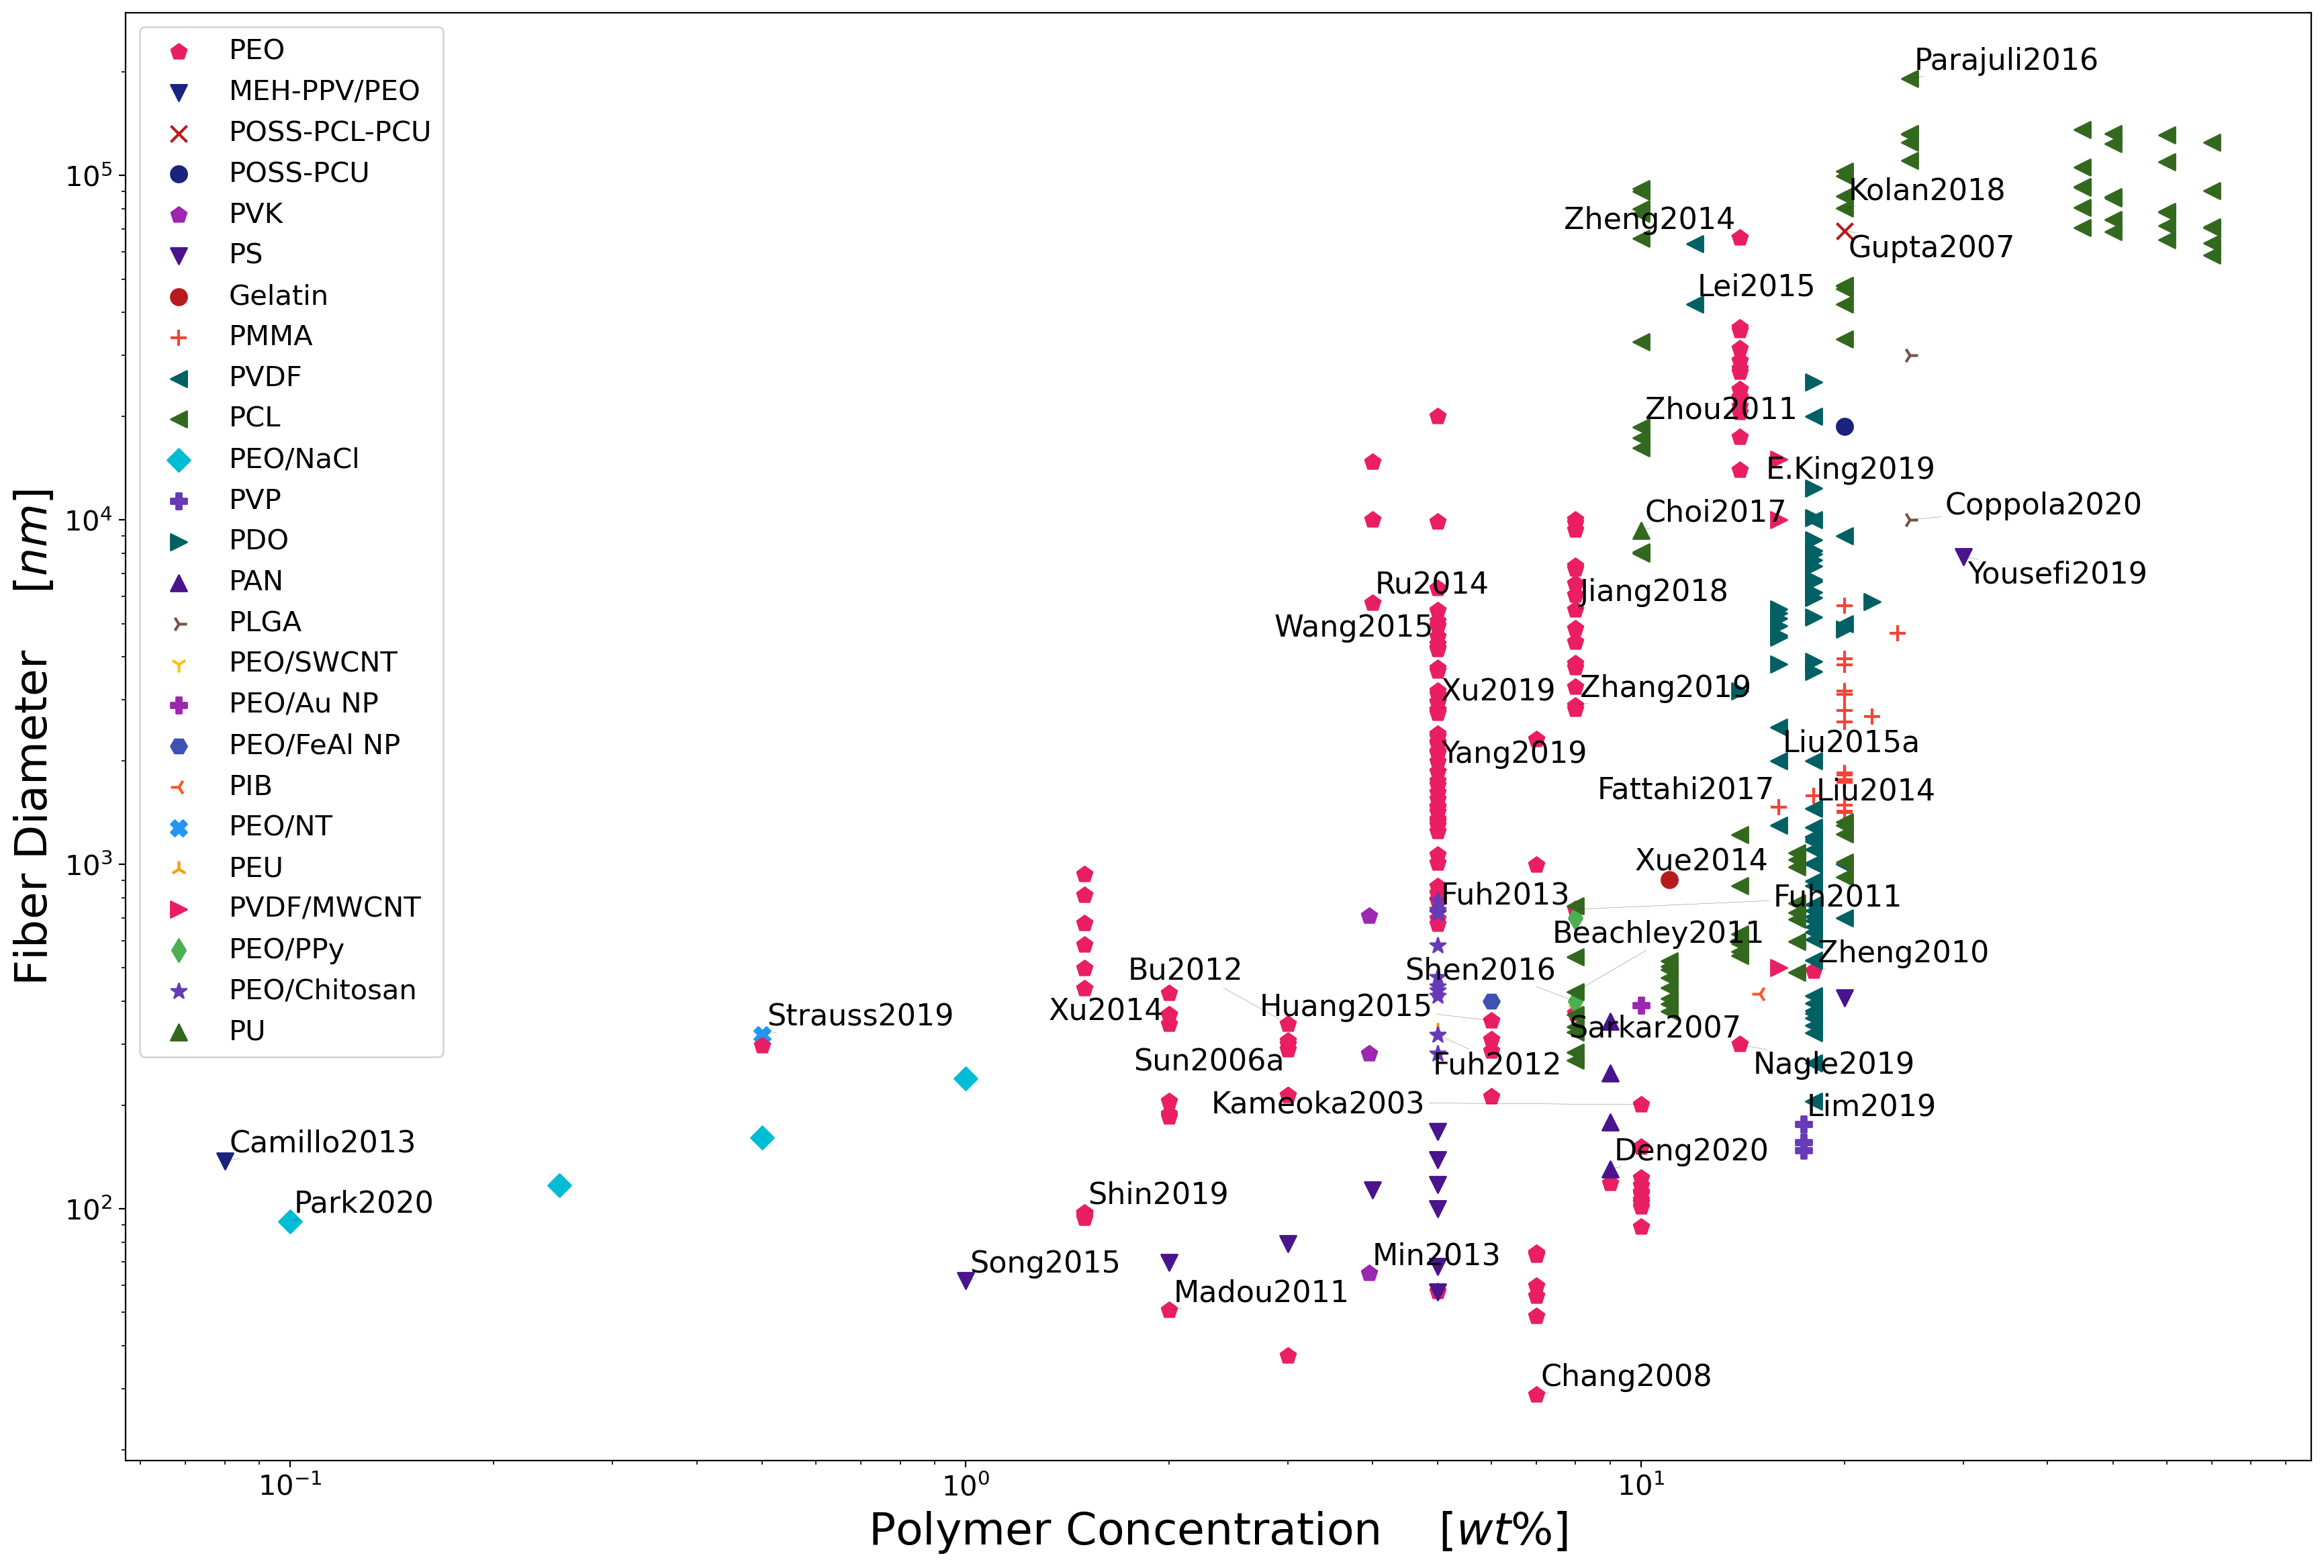 PEO
MEH-PPV/PEO
POSS-PCL-PCU
POSS-PCU
PVK
PS
Gelatin
PMMA
PVDF
PCL
PEO/NaCl
PVP
PDO
PAN
PLGA
PEO/SWCNT
PEO/Au NP
PEO/FeAl NP
PIB
PEO/NT
PEU
PVDF/MWCNT
PEO/PPy
PEO/Chitosan
PU
Parajuli2016
Kolan2018
Zheng2014
Gupta2007
Lei2015
Zhou2011
E.King2019
Coppola2020
Choi2017
Yousefi2019
Ru2014
Jiang2018
Wang2015
Xu2019
Zhang2019
Yang2019
Liu2015a
Fattahi2017
Liu2014
Xue2014
Fuh2013
Fuh2011
Beachley2011
Zheng2010
Bu2012
Shen2016
Huang2015
Xu2014
Strauss2019
Sarkar2007
Sun2006a
Fuh2012
Nagle2019
Kameoka2003
Lim2019
Camillo2013
Deng2020
Park2020
Shin2019
Song2015
Min2013
Madou2011
Chang2008
10⁵
10⁴
10³
10²
10⁻¹
10⁰
10¹
Fiber Diameter [nm]
Polymer Concentration [wt%]